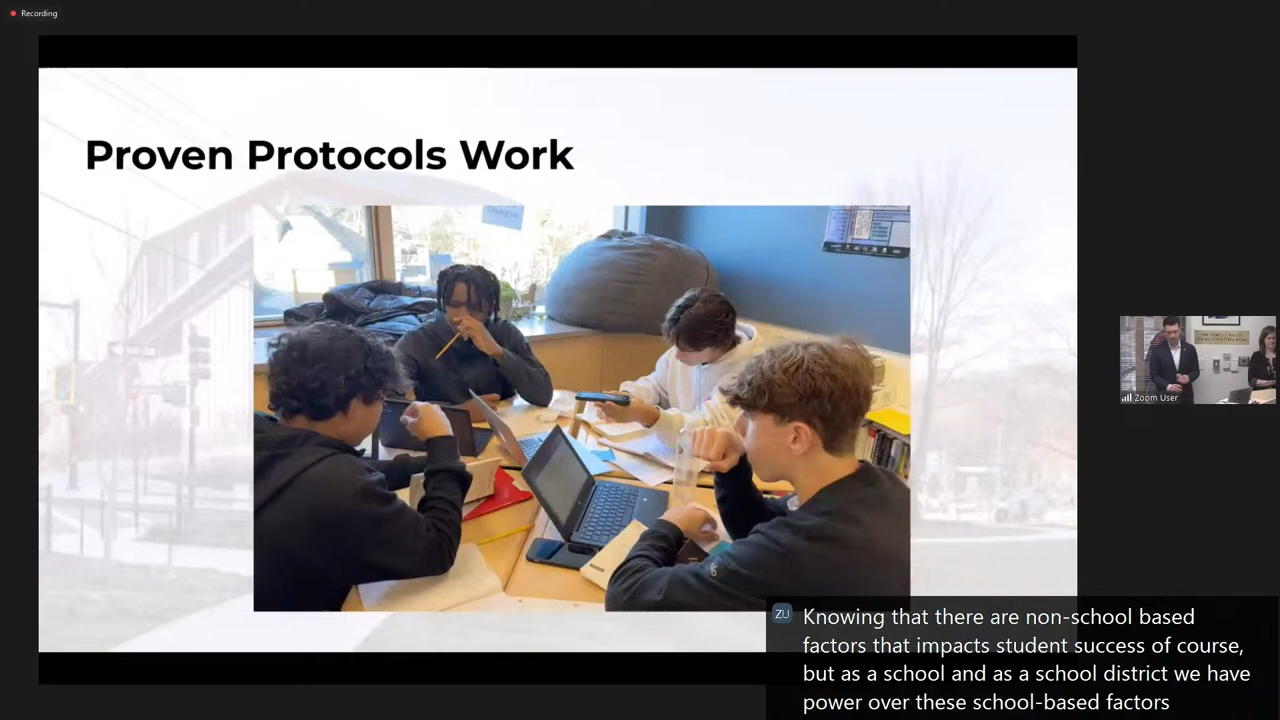 Recording
Proven Protocols Work
Zoom User
ZU
Knowing that there are non-school based
factors that impacts student success of course,
but as a school and as a school district we have
power over these school-based factors